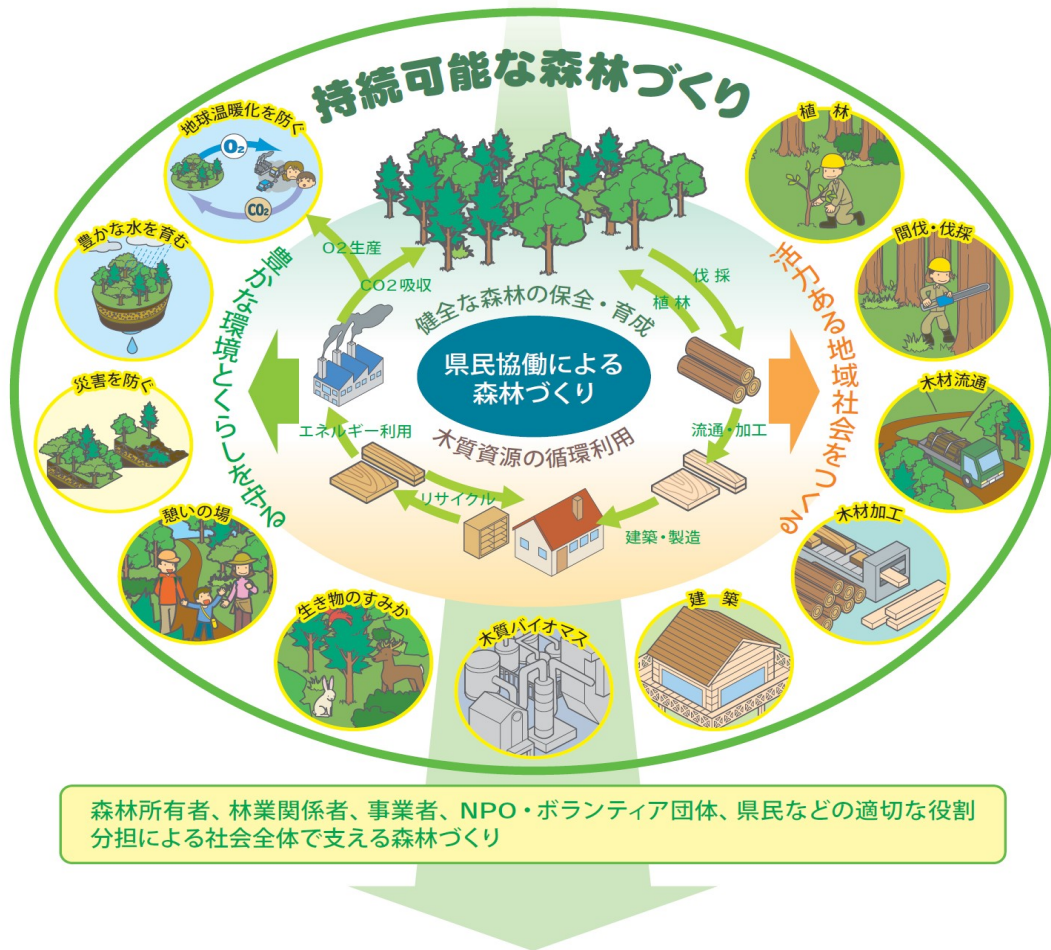 持続可能な森林づくり
地球温暖化を防ぐ
O₂
CO₂
植林
豊かな水を育む
間伐・伐採
O2生産
CO2吸収
伐採
植林
健全な森林の保全・育成
豊かな環境とくらしを守る
活力ある地域社会をつくる
県民協働による
森林づくり
災害を防ぐ
木材流通
エネルギー利用
木質資源の循環利用
流通・加工
リサイクル
建築・製造
憩いの場
木材加工
生き物のすみか
木質バイオマス
建築
森林所有者、林業関係者、事業者、NPO・ボランティア団体、県民などの適切な役割
分担による社会全体で支える森林づくり